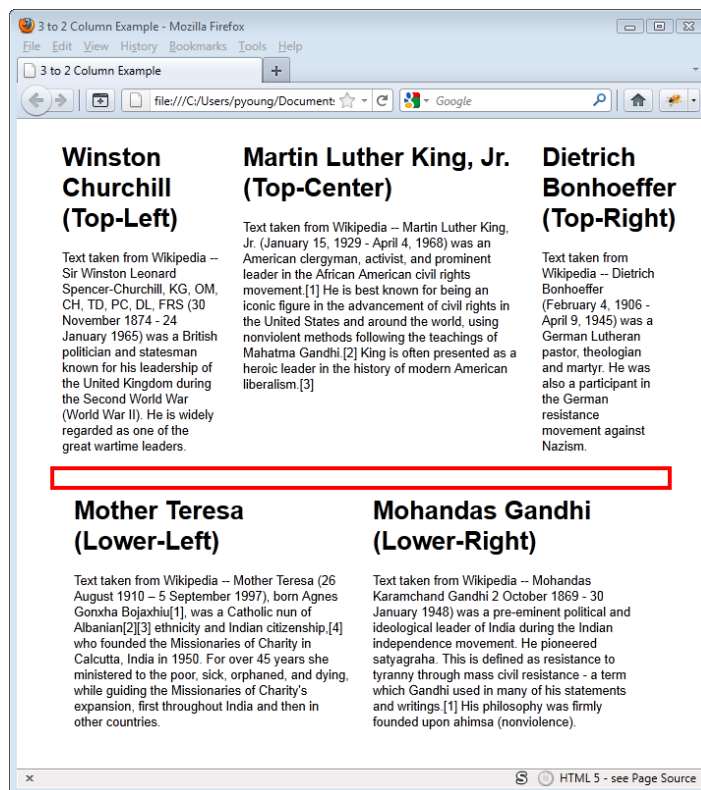 3 to 2 Column Example - Mozilla Firefox
File Edit View History Bookmarks Tools Help
3 to 2 Column Example
file:///C:/Users/pyoung/Document:
Google
Winston
Churchill
(Top-Left)
Text taken from Wikipedia --
Sir Winston Leonard
Spencer-Churchill, KG, OM,
CH, TD, PC, DL, FRS (30
November 1874 - 24
January 1965) was a British
politician and statesman
known for his leadership of
the United Kingdom during
the Second World War
(World War II). He is widely
regarded as one of the
great wartime leaders.
Martin Luther King, Jr.
(Top-Center)
Text taken from Wikipedia -- Martin Luther King,
Jr. (January 15, 1929 - April 4, 1968) was an
American clergyman, activist, and prominent
leader in the African American civil rights
movement.[1] He is best known for being an
iconic figure in the advancement of civil rights in
the United States and around the world, using
nonviolent methods following the teachings of
Mahatma Gandhi.[2] King is often presented as a
heroic leader in the history of modern American
liberalism.[3]
Dietrich
Bonhoeffer
(Top-Right)
Text taken from
Wikipedia -- Dietrich
Bonhoeffer
(February 4, 1906 -
April 9, 1945) was a
German Lutheran
pastor, theologian
and martyr. He was
also a participant in
the German
resistance
movement against
Nazism.
Mother Teresa
(Lower-Left)
Text taken from Wikipedia -- Mother Teresa (26
August 1910 – 5 September 1997), born Agnes
Gonxha Bojaxhiu[1], was a Catholic nun of
Albanian[2][3] ethnicity and Indian citizenship,[4]
who founded the Missionaries of Charity in
Calcutta, India in 1950. For over 45 years she
ministered to the poor, sick, orphaned, and dying,
while guiding the Missionaries of Charity's
expansion, first throughout India and then in
other countries.
Mohandas Gandhi
(Lower-Right)
Text taken from Wikipedia -- Mohandas
Karamchand Gandhi 2 October 1869 - 30
January 1948) was a pre-eminent political and
ideological leader of India during the Indian
independence movement. He pioneered
satyagraha. This is defined as resistance to
tyranny through mass civil resistance - a term
which Gandhi used in many of his statements
and writings.[1] His philosophy was firmly
founded upon ahimsa (nonviolence).
HTML 5 - see Page Source